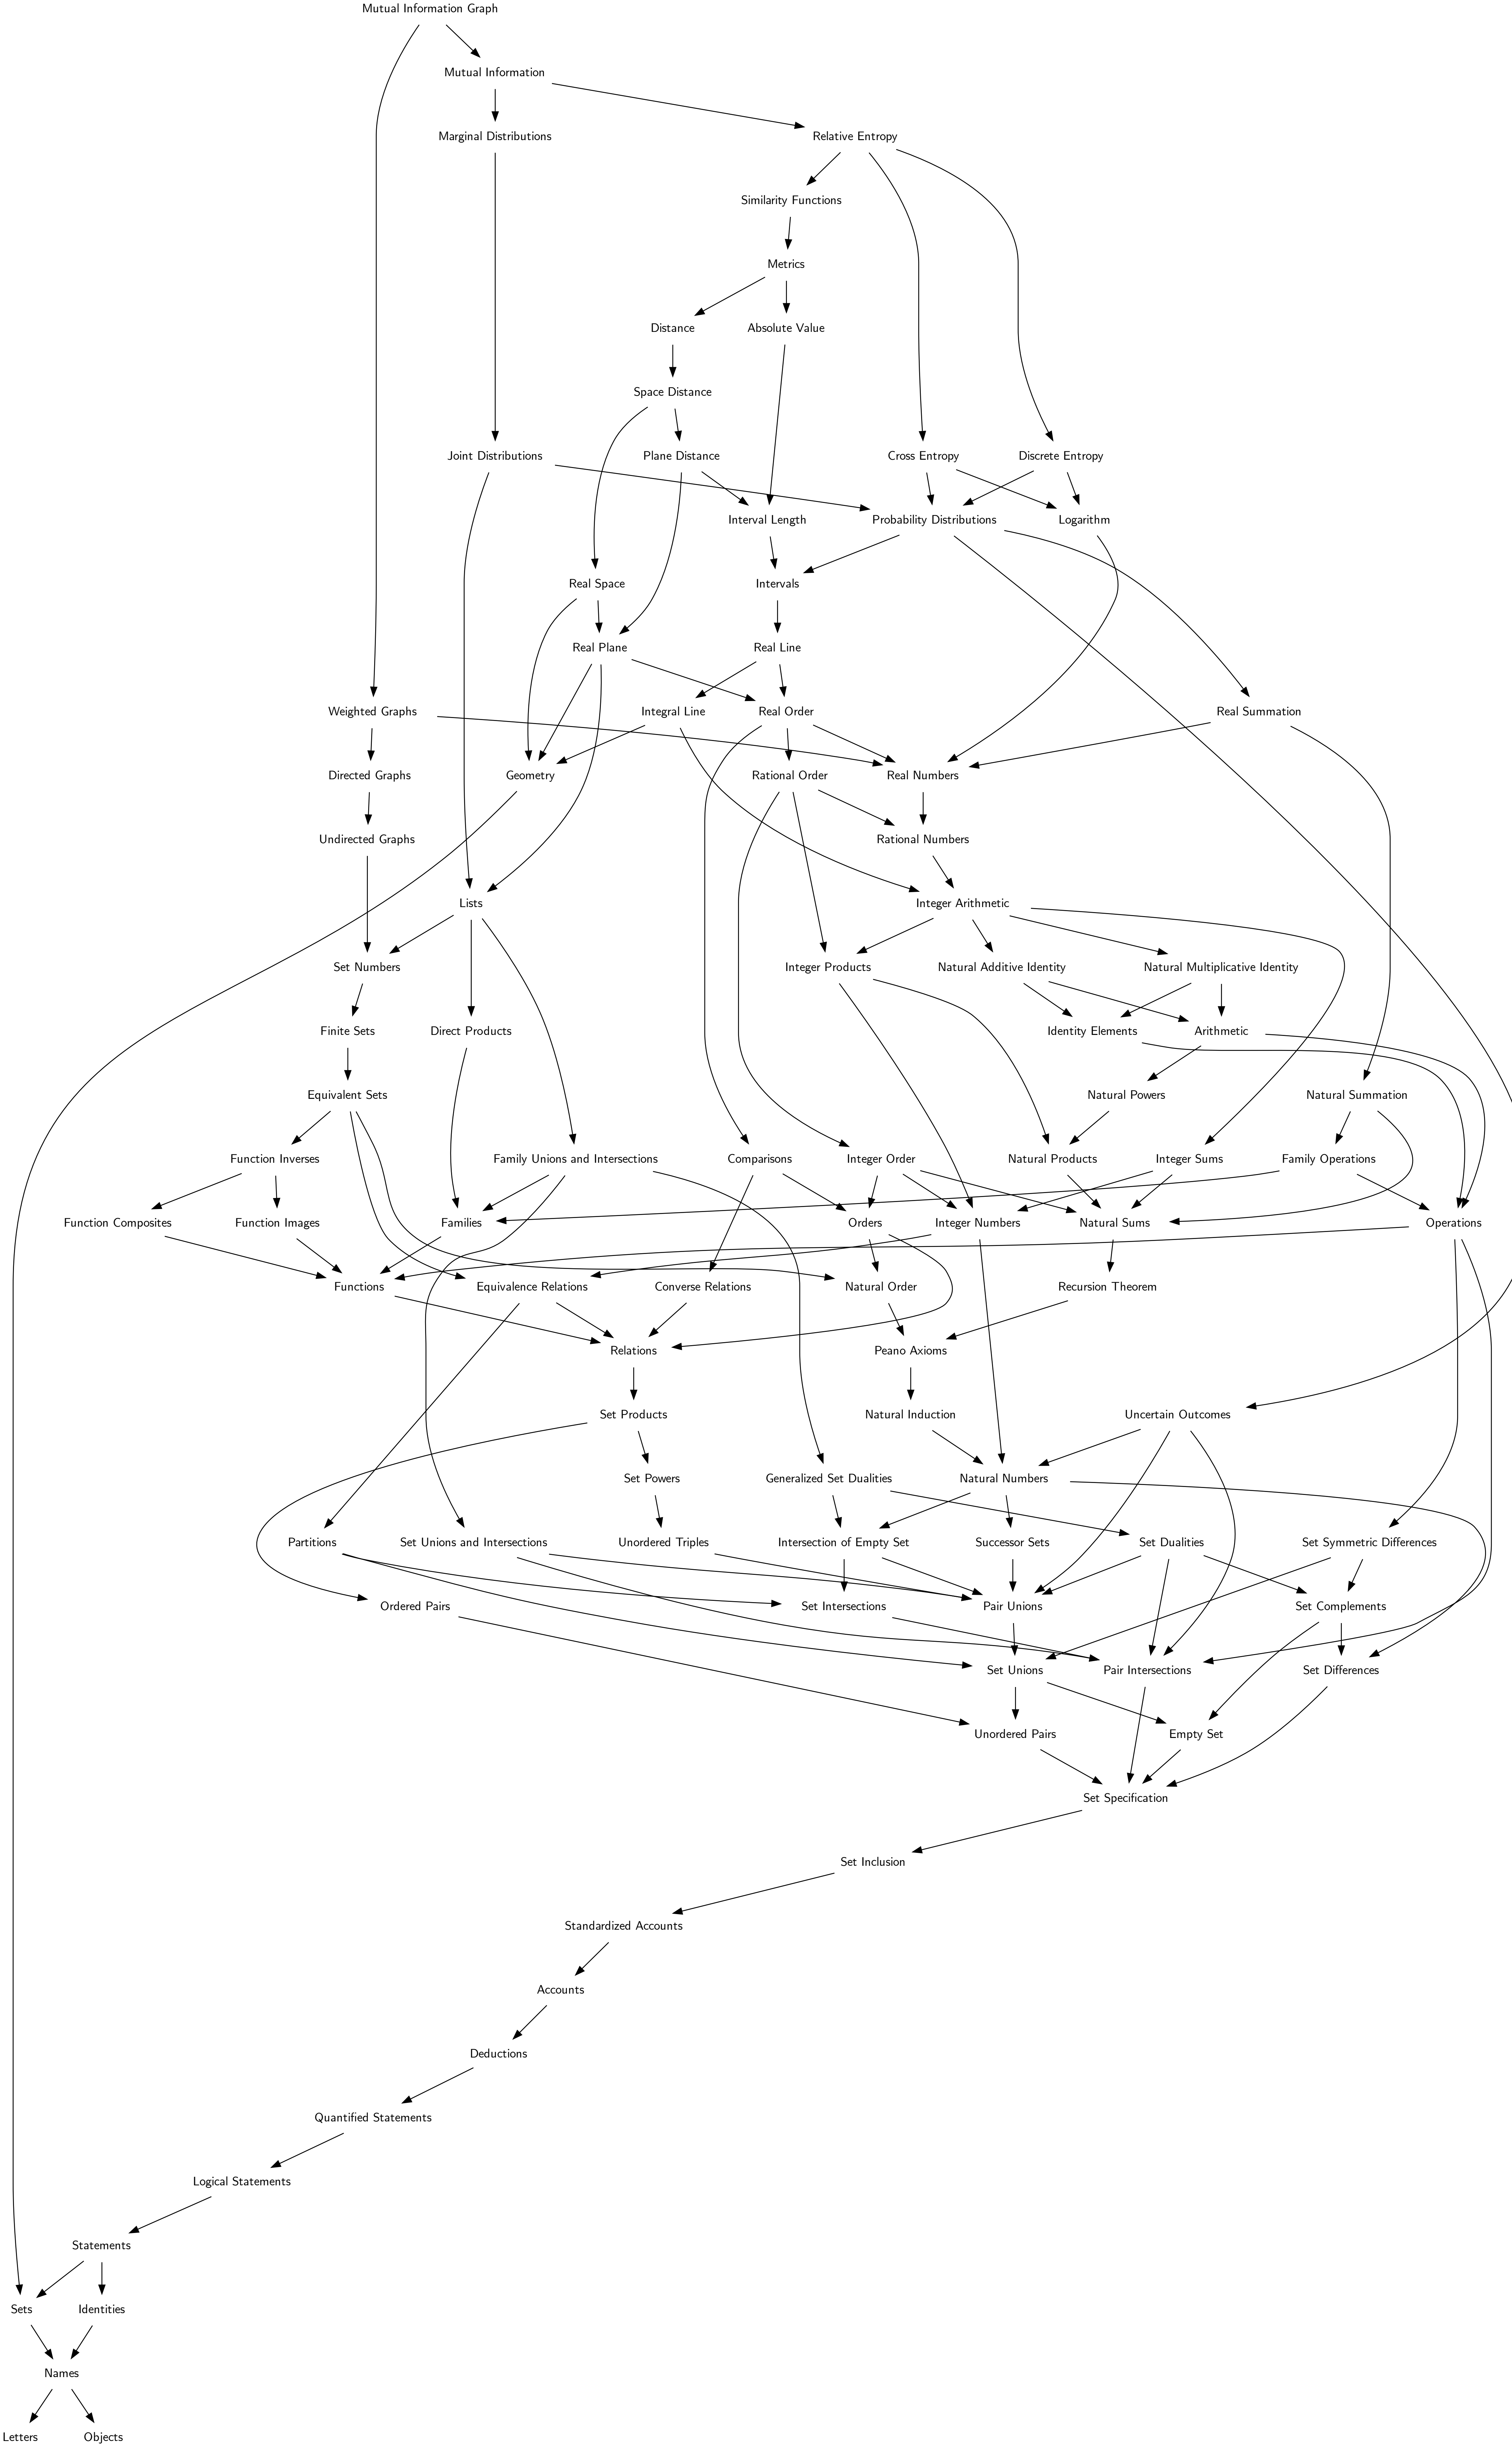 Mutual Information Graph
Mutual Information
Marginal Distributions
Relative Entropy
Similarity Functions
Metrics
Distance
Absolute Value
Space Distance
Joint Distributions
Plane Distance
Cross Entropy
Discrete Entropy
Interval Length
Probability Distributions
Logarithm
Real Space
Intervals
Real Plane
Real Line
Weighted Graphs
Integral Line
Real Order
Real Summation
Directed Graphs
Geometry
Rational Order
Real Numbers
Undirected Graphs
Rational Numbers
Lists
Integer Arithmetic
Set Numbers
Integer Products
Natural Additive Identity
Natural Multiplicative Identity
Finite Sets
Direct Products
Identity Elements
Arithmetic
Equivalent Sets
Natural Powers
Natural Summation
Function Inverses
Family Unions and Intersections
Comparisons
Integer Order
Natural Products
Integer Sums
Family Operations
Function Composites
Function Images
Families
Orders
Integer Numbers
Natural Sums
Operations
Functions
Equivalence Relations
Converse Relations
Natural Order
Recursion Theorem
Relations
Peano Axioms
Set Products
Natural Induction
Uncertain Outcomes
Set Powers
Generalized Set Dualities
Natural Numbers
Partitions
Set Unions and Intersections
Unordered Triples
Intersection of Empty Set
Successor Sets
Set Dualities
Set Symmetric Differences
Ordered Pairs
Set Intersections
Pair Unions
Set Complements
Set Unions
Pair Intersections
Set Differences
Unordered Pairs
Empty Set
Set Specification
Set Inclusion
Standardized Accounts
Accounts
Deductions
Quantified Statements
Logical Statements
Statements
Sets
Identities
Names
Letters
Objects